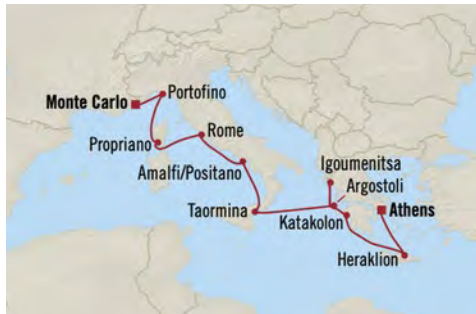 Portofino
Monte Carlo
Rome
Propriano
Igoumenitsa
Amalfi/Positano
Argostoli
Taormina
Katakolon
Athens
Heraklion